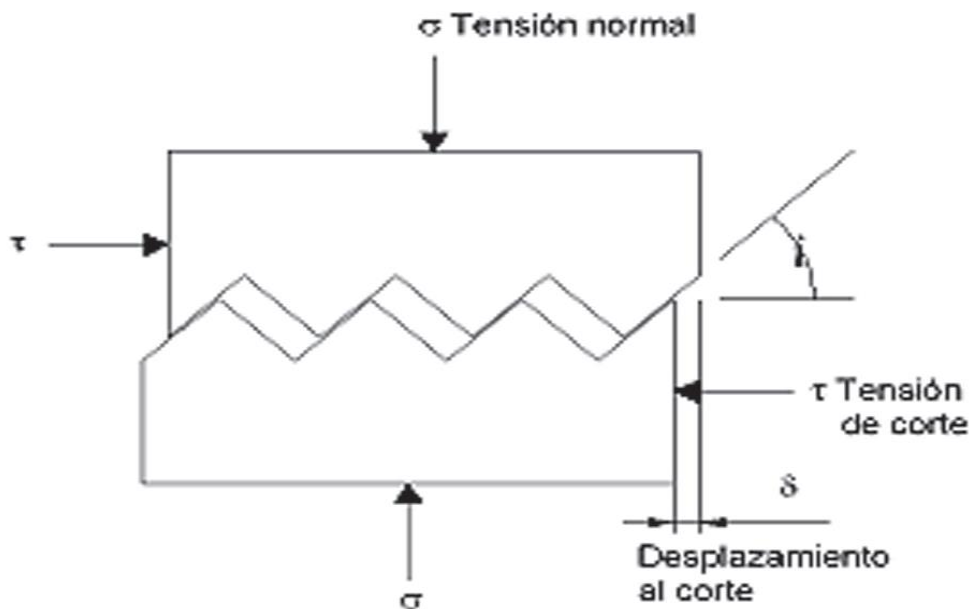 σ Tensión normal
τ
i
τ Tensión
de corte
δ
Desplazamiento
al corte
σ